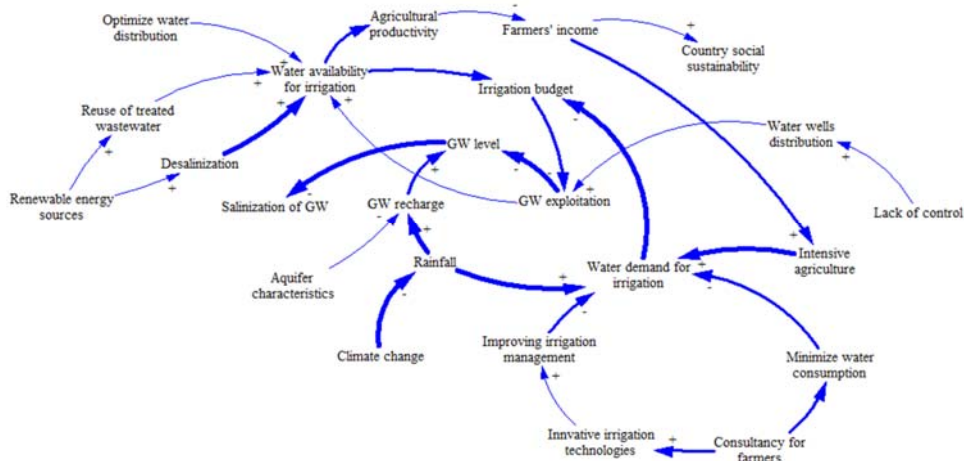 Optimize water
distribution
Agricultural
productivity
Farmers' income
Country social
sustainability
Water availability
for irrigation
Irrigation budget
Reuse of treated
wastewater
Water wells
distribution
Desalinization
GW level
Renewable energy
sources
Salinization of GW
GW recharge
GW exploitation
Lack of control
Rainfall
Aquifer
characteristics
Water demand for
irrigation
Intensive
agriculture
Climate change
Improving irrigation
management
Minimize water
consumption
Innvative irrigation
technologies
Consultancy for
farmers